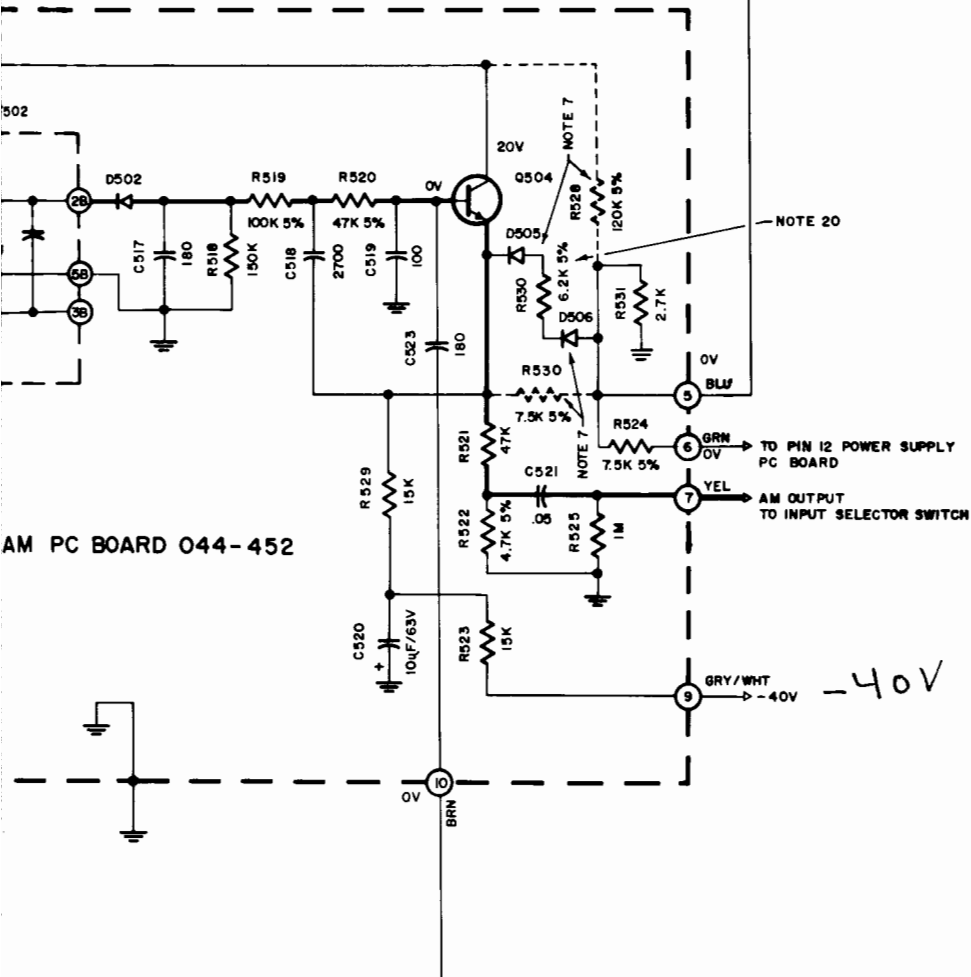 502
20V
NOTE 7
Q504
R528
120K 5%
NOTE 20
D502
R519
100K 5%
R520
47K 5%
0V
2B
C517
180
R518
150K
C518
2700
C519
100
D505
R530
6.2K 5%
D506
R531
2.7K
5B
3B
C523
180
0V
R530
7.5K 5%
5
BLU
NOTE 7
R524
7.5K 5%
6
GRN
0V
TO PIN 12 POWER SUPPLY
PC BOARD
R521
47K
R529
15K
C521
.05
7
YEL
AM OUTPUT
TO INPUT SELECTOR SWITCH
R522
4.7K 5%
R525
1M
AM PC BOARD 044-452
C520
10µF/63V
+
R523
15K
9
GRY/WHT
-40V
-40V
10
0V
BRN